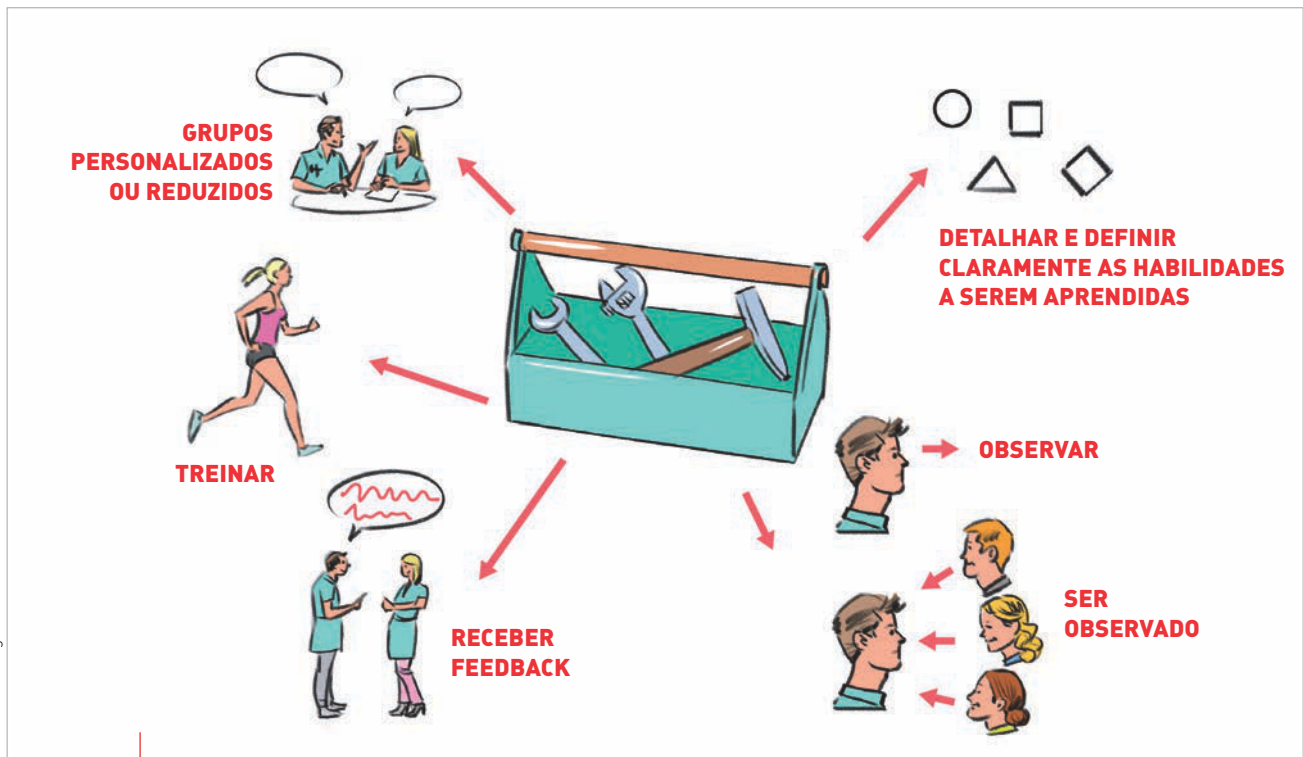 GRUPOS
PERSONALIZADOS
OU REDUZIDOS
DETALHAR E DEFINIR
CLARAMENTE AS HABILIDADES
A SEREM APRENDIDAS
TREINAR
OBSERVAR
RECEBER
FEEDBACK
SER
OBSERVADO